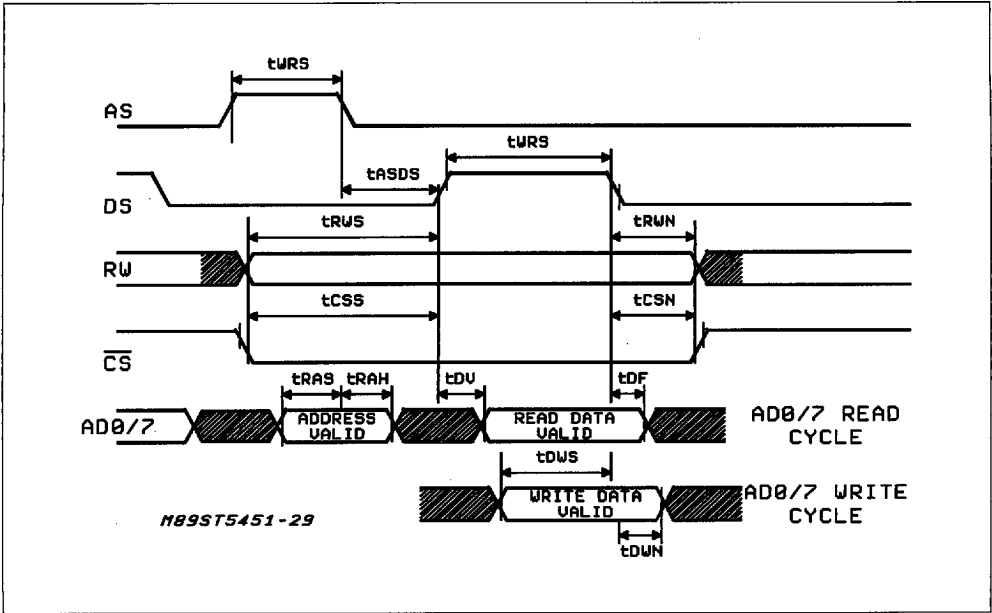 tWRS
AS
tWRS
tASDS
DS
tRWS
tRWN
RW
tCSS
tCSN
CS
tRAS tRAH tDV tDF
AD0/7 ADDRESS VALID READ DATA VALID AD0/7 READ CYCLE
tDWS
WRITE DATA VALID AD0/7 WRITE CYCLE
M89ST5451-29
tDWN